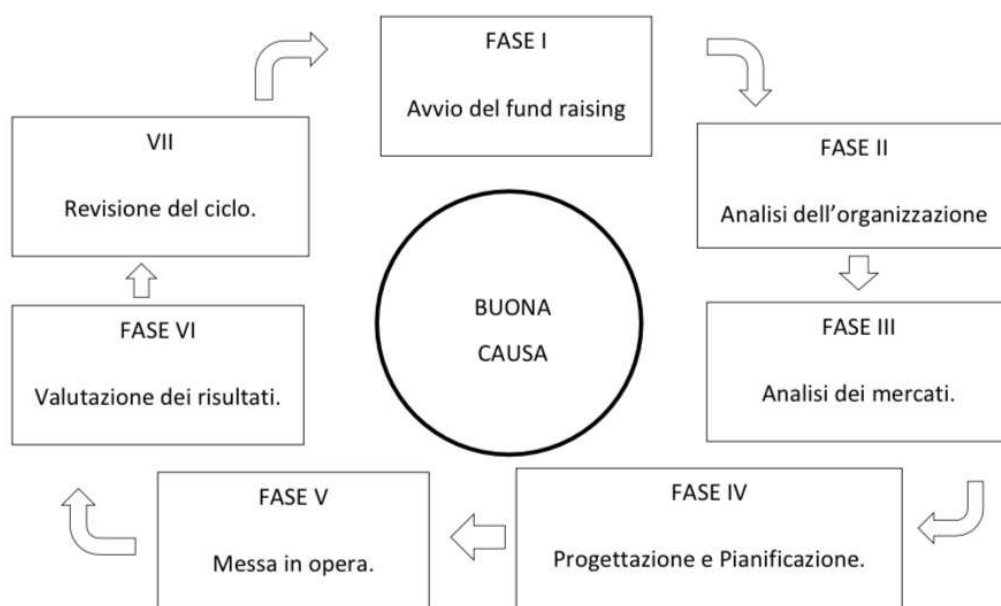 FASE I
Avvio del fund raising
FASE II
Analisi dell’organizzazione
FASE III
Analisi dei mercati.
FASE IV
Progettazione e Pianificazione.
FASE V
Messa in opera.
FASE VI
Valutazione dei risultati.
VII
Revisione del ciclo.
BUONA
CAUSA